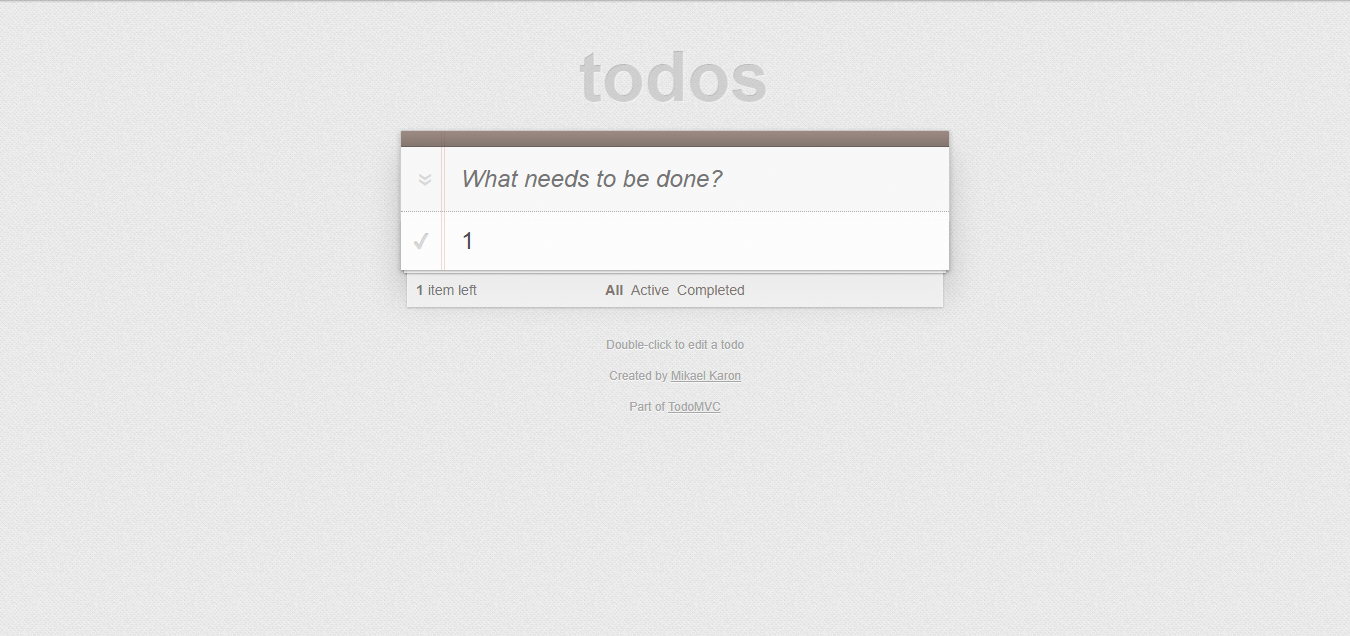 todos
What needs to be done?
1
1 item left All Active Completed
Double-click to edit a todo
Created by Mikael Karon
Part of TodoMVC